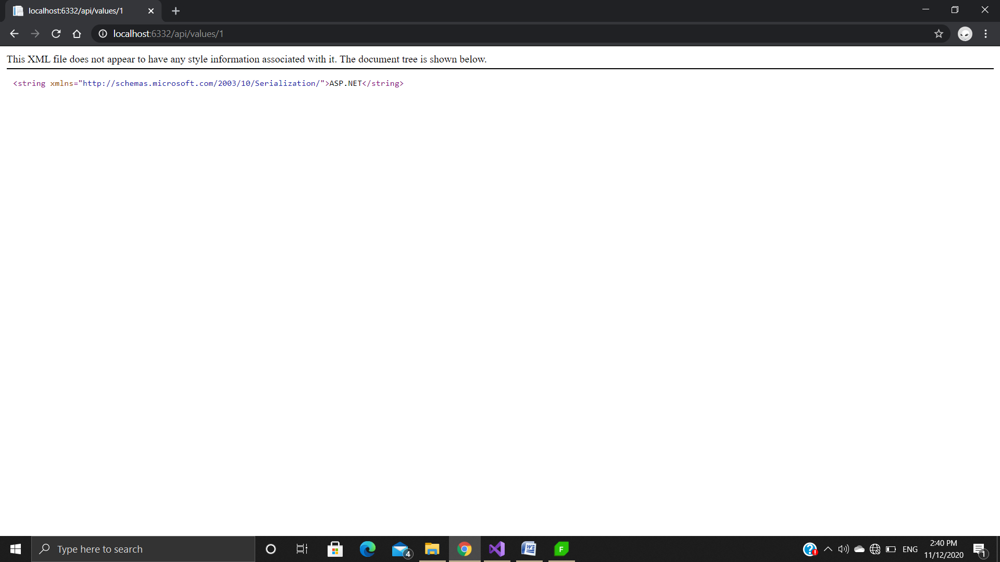 localhost:6332/api/values/1
localhost:6332/api/values/1
This XML file does not appear to have any style information associated with it. The document tree is shown below.
<string xmlns="http://schemas.microsoft.com/2003/10/Serialization/">ASP.NET</string>
Type here to search
4
W
F
ENG
2:40 PM
11/12/2020
1